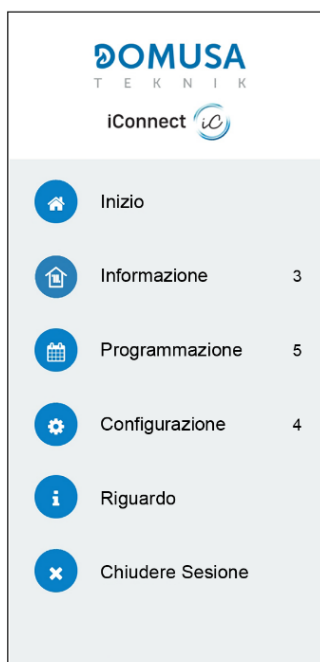 DOMUSA
TEKNIK
iConnect iC
Inizio
Informazione 3
Programmazione 5
Configurazione 4
Riguardo
Chiudere Sesione